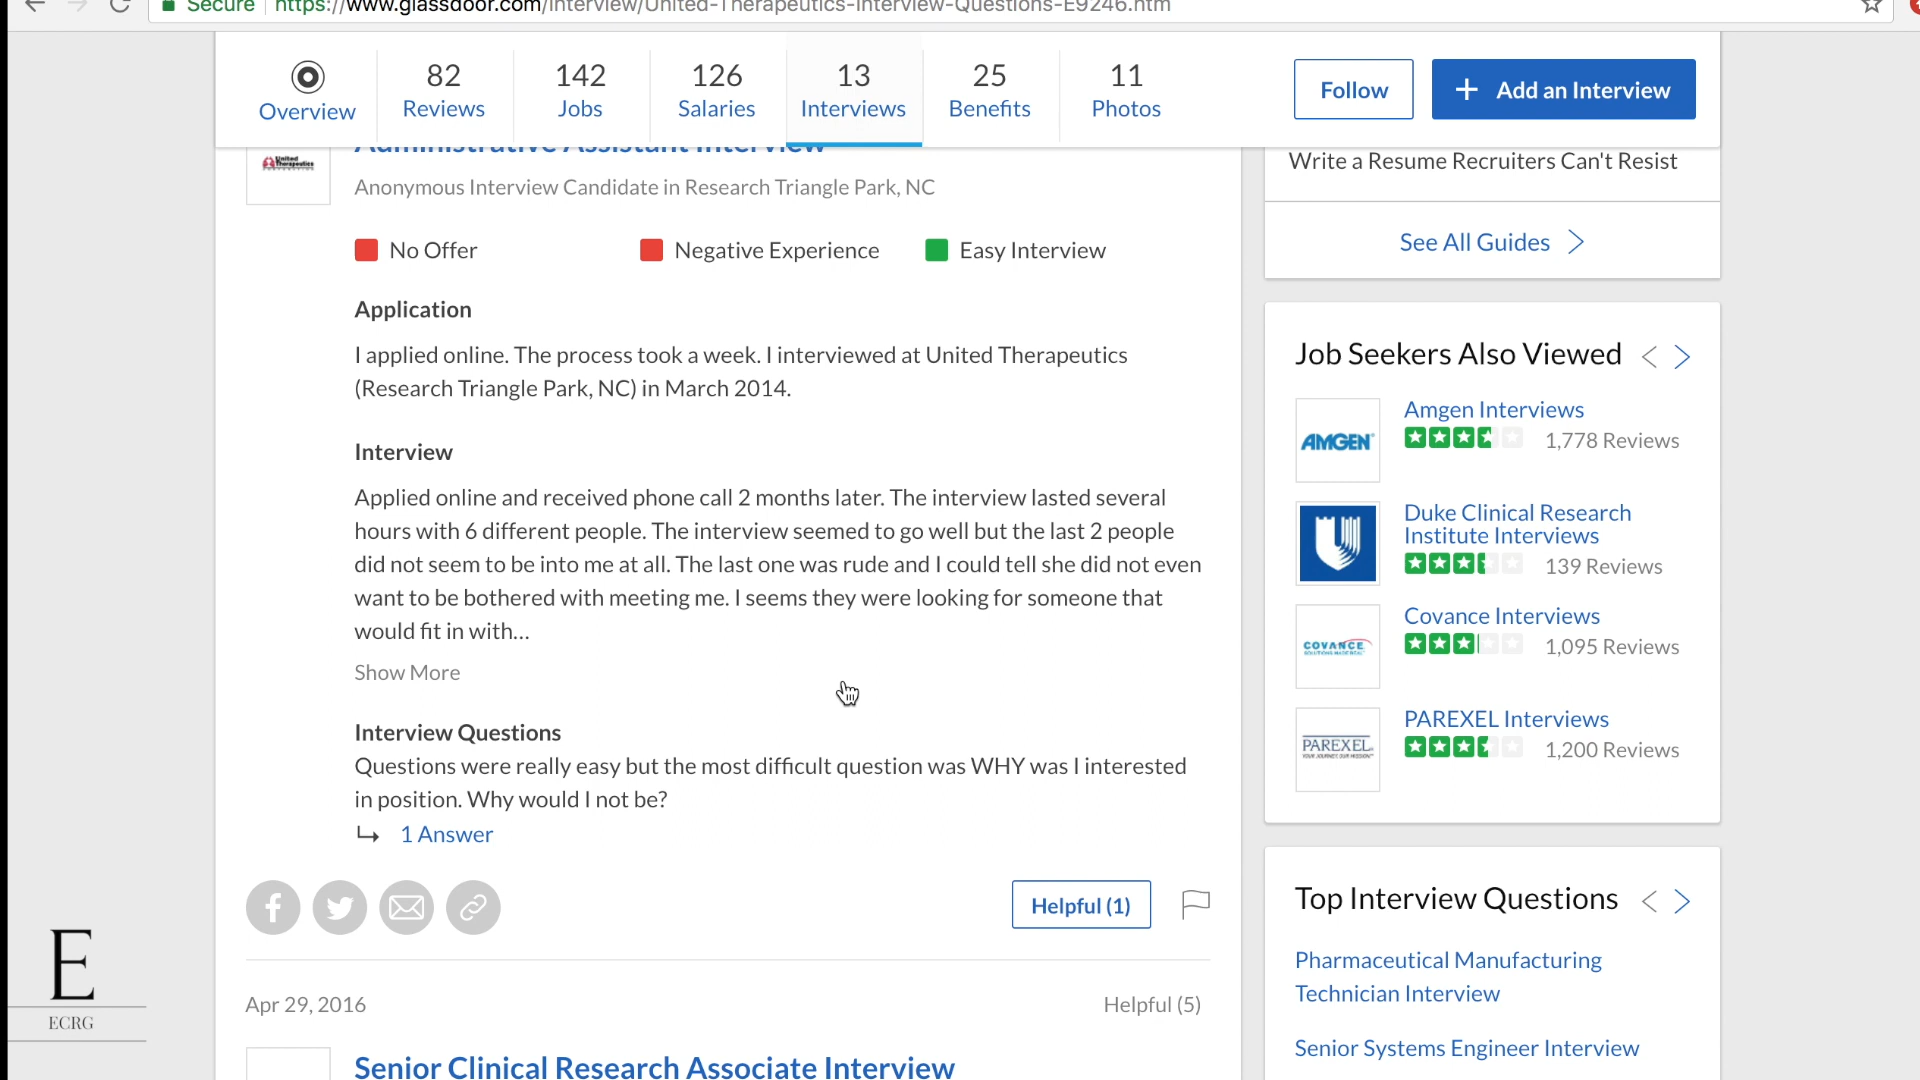 Secure https://www.glassdoor.com/Interview/United-Therapeutics-Interview-Questions-E9246.htm
Overview
82
Reviews
142
Jobs
126
Salaries
13
Interviews
25
Benefits
11
Photos
Follow
+ Add an Interview
Administrative Assistant Interview
United
Therapeutics
Anonymous Interview Candidate in Research Triangle Park, NC
No Offer
Negative Experience
Easy Interview
Application
I applied online. The process took a week. I interviewed at United Therapeutics
(Research Triangle Park, NC) in March 2014.
Interview
Applied online and received phone call 2 months later. The interview lasted several
hours with 6 different people. The interview seemed to go well but the last 2 people
did not seem to be into me at all. The last one was rude and I could tell she did not even
want to be bothered with meeting me. I seems they were looking for someone that
would fit in with...
Show More
Interview Questions
Questions were really easy but the most difficult question was WHY was I interested
in position. Why would I not be?
1 Answer
Helpful (1)
Apr 29, 2016
Helpful (5)
Senior Clinical Research Associate Interview
Write a Resume Recruiters Can't Resist
See All Guides
Job Seekers Also Viewed
AMGEN
Amgen Interviews
1,778 Reviews
Duke Clinical Research
Institute Interviews
139 Reviews
COVANCE
Covance Interviews
1,095 Reviews
PAREXEL
PAREXEL Interviews
1,200 Reviews
Top Interview Questions
Pharmaceutical Manufacturing
Technician Interview
Senior Systems Engineer Interview
E
ECRG